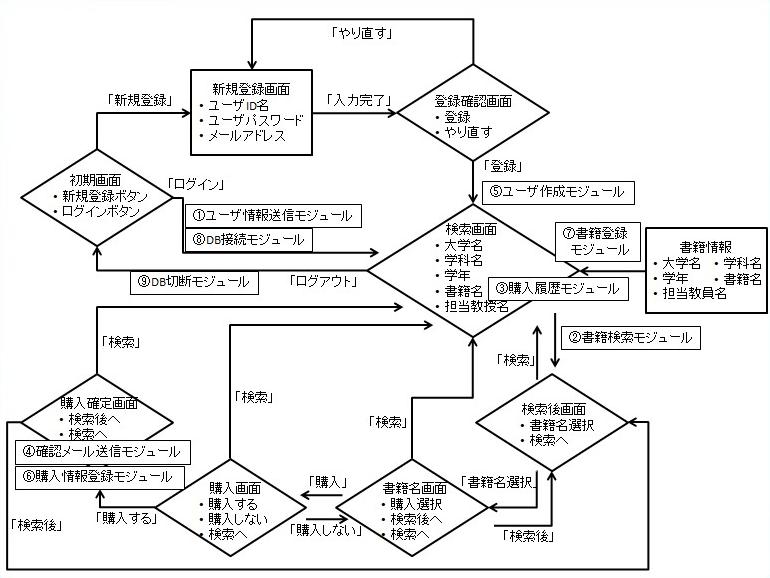 「やり直す」
新規登録画面
・ユーザID名
・ユーザパスワード
・メールアドレス
「新規登録」
「入力完了」
登録確認画面
・登録
・やり直す
「登録」
初期画面
・新規登録ボタン
・ログインボタン
「ログイン」
⑤ユーザ作成モジュール
①ユーザ情報送信モジュール
⑧DB接続モジュール
検索画面
・大学名
・学科名
・学年
・書籍名
・担当教授名
⑦書籍登録
モジュール
書籍情報
・大学名 ・学科名
・学年 ・書籍名
・担当教員名
⑨DB切断モジュール
「ログアウト」
③購入履歴モジュール
②書籍検索モジュール
「検索」
「検索」
「検索」
「検索」
購入確定画面
・検索後へ
・検索へ
④確認メール送信モジュール
⑥購入情報登録モジュール
検索後画面
・書籍名選択
・検索へ
購入画面
・購入する
・購入しない
・検索へ
「購入」
「購入しない」
書籍名画面
・購入選択
・検索後へ
・検索へ
「書籍名選択」
「検索後」
「購入する」
「検索後」